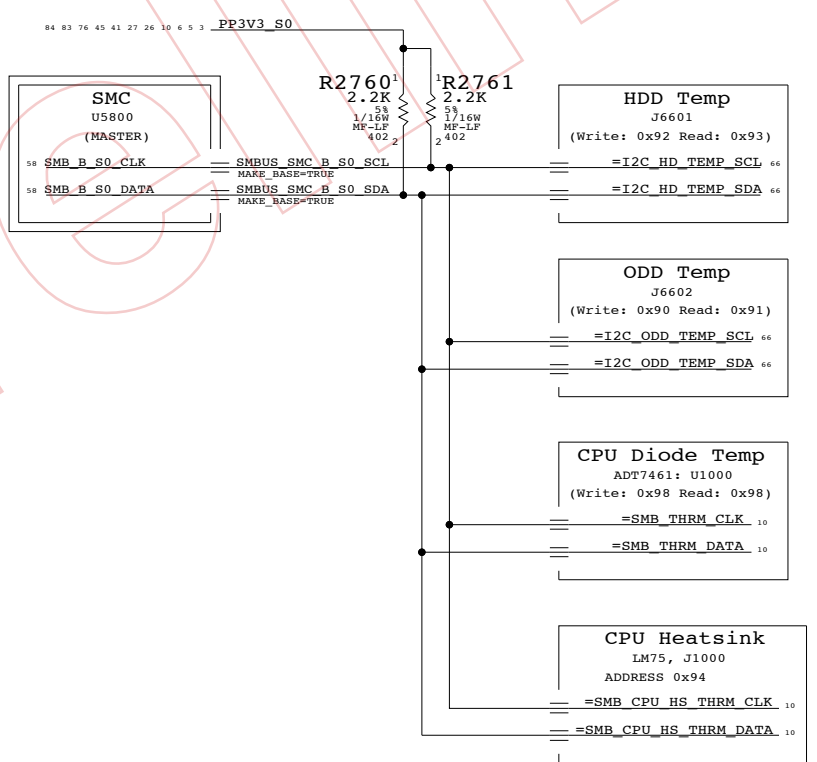 84 83 76 45 41 27 26 10 6 5 3 PP3V3_S0
SMC
U5800
(MASTER)
58 SMB_B_S0_CLK
58 SMB_B_S0_DATA
SMBUS_SMC_B_S0_SCL
MAKE_BASE=TRUE
SMBUS_SMC_B_S0_SDA
MAKE_BASE=TRUE
R2760 1
2.2K
5%
1/16W
MF-LF
402 2
1 R2761
2.2K
5%
1/16W
MF-LF
2 402
HDD Temp
J6601
(Write: 0x92 Read: 0x93)
=I2C_HD_TEMP_SCL 66
=I2C_HD_TEMP_SDA 66
ODD Temp
J6602
(Write: 0x90 Read: 0x91)
=I2C_ODD_TEMP_SCL 66
=I2C_ODD_TEMP_SDA 66
CPU Diode Temp
ADT7461: U1000
(Write: 0x98 Read: 0x98)
=SMB_THRM_CLK 10
=SMB_THRM_DATA 10
CPU Heatsink
LM75, J1000
ADDRESS 0x94
=SMB_CPU_HS_THRM_CLK 10
=SMB_CPU_HS_THRM_DATA 10